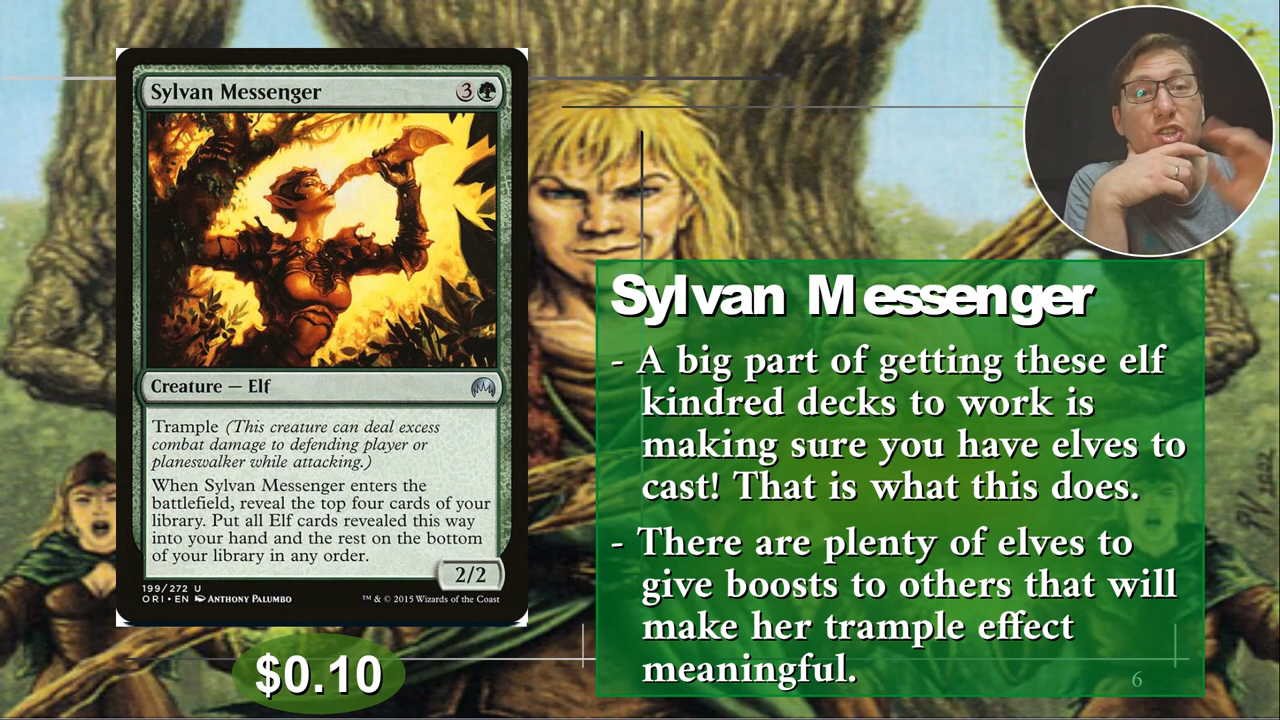 Sylvan Messenger
3
Creature — Elf
Trample (This creature can deal excess
combat damage to defending player or
planeswalker while attacking.)
When Sylvan Messenger enters the
battlefield, reveal the top four cards of your
library. Put all Elf cards revealed this way
into your hand and the rest on the bottom
of your library in any order.
2/2
199/272 U
ORI • EN Anthony Palumbo
™ & © 2015 Wizards of the Coast
$0.10
Sylvan Messenger
- A big part of getting these elf
kindred decks to work is
making sure you have elves to
cast! That is what this does.
- There are plenty of elves to
give boosts to others that will
make her trample effect
meaningful.
6